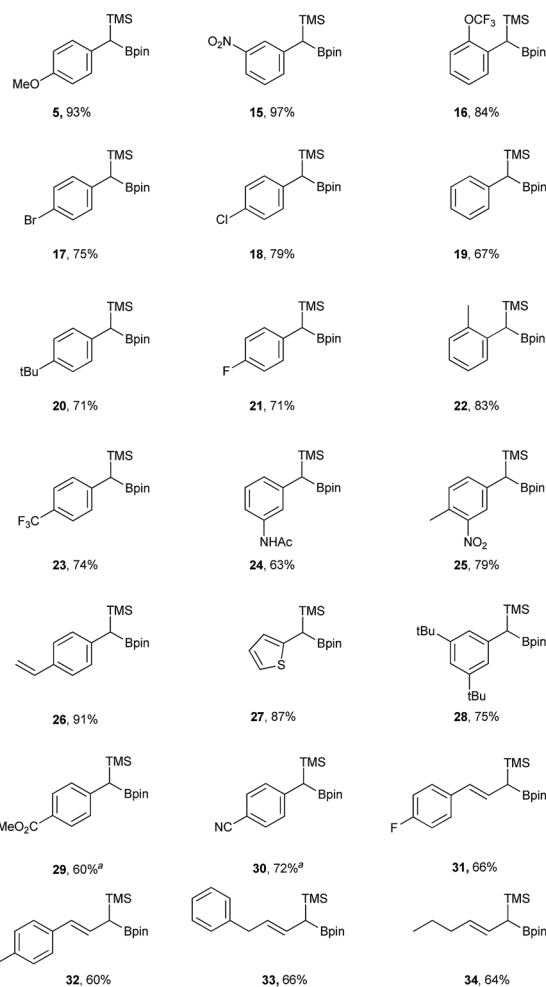 TMS
Bpin
MeO
5, 93%
TMS
O2N
Bpin
15, 97%
OCF3
TMS
Bpin
16, 84%
TMS
Bpin
Br
17, 75%
TMS
Bpin
Cl
18, 79%
TMS
Bpin
19, 67%
TMS
Bpin
tBu
20, 71%
TMS
Bpin
F
21, 71%
TMS
Bpin
22, 83%
TMS
Bpin
F3C
23, 74%
TMS
Bpin
NHAc
24, 63%
TMS
Bpin
NO2
25, 79%
TMS
Bpin
26, 91%
TMS
Bpin
S
27, 87%
TMS
tBu
Bpin
tBu
28, 75%
TMS
Bpin
MeO2C
29, 60%a
TMS
Bpin
NC
30, 72%a
TMS
Bpin
F
31, 66%
TMS
Bpin
32, 60%
TMS
Bpin
33, 66%
TMS
Bpin
34, 64%